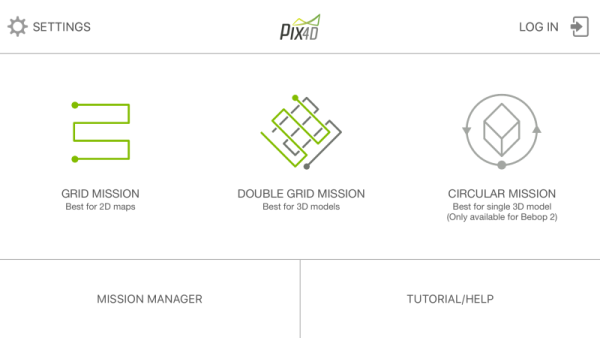 SETTINGS
PIX4D
LOG IN
GRID MISSION
Best for 2D maps
DOUBLE GRID MISSION
Best for 3D models
CIRCULAR MISSION
Best for single 3D model
(Only available for Bebop 2)
MISSION MANAGER
TUTORIAL/HELP